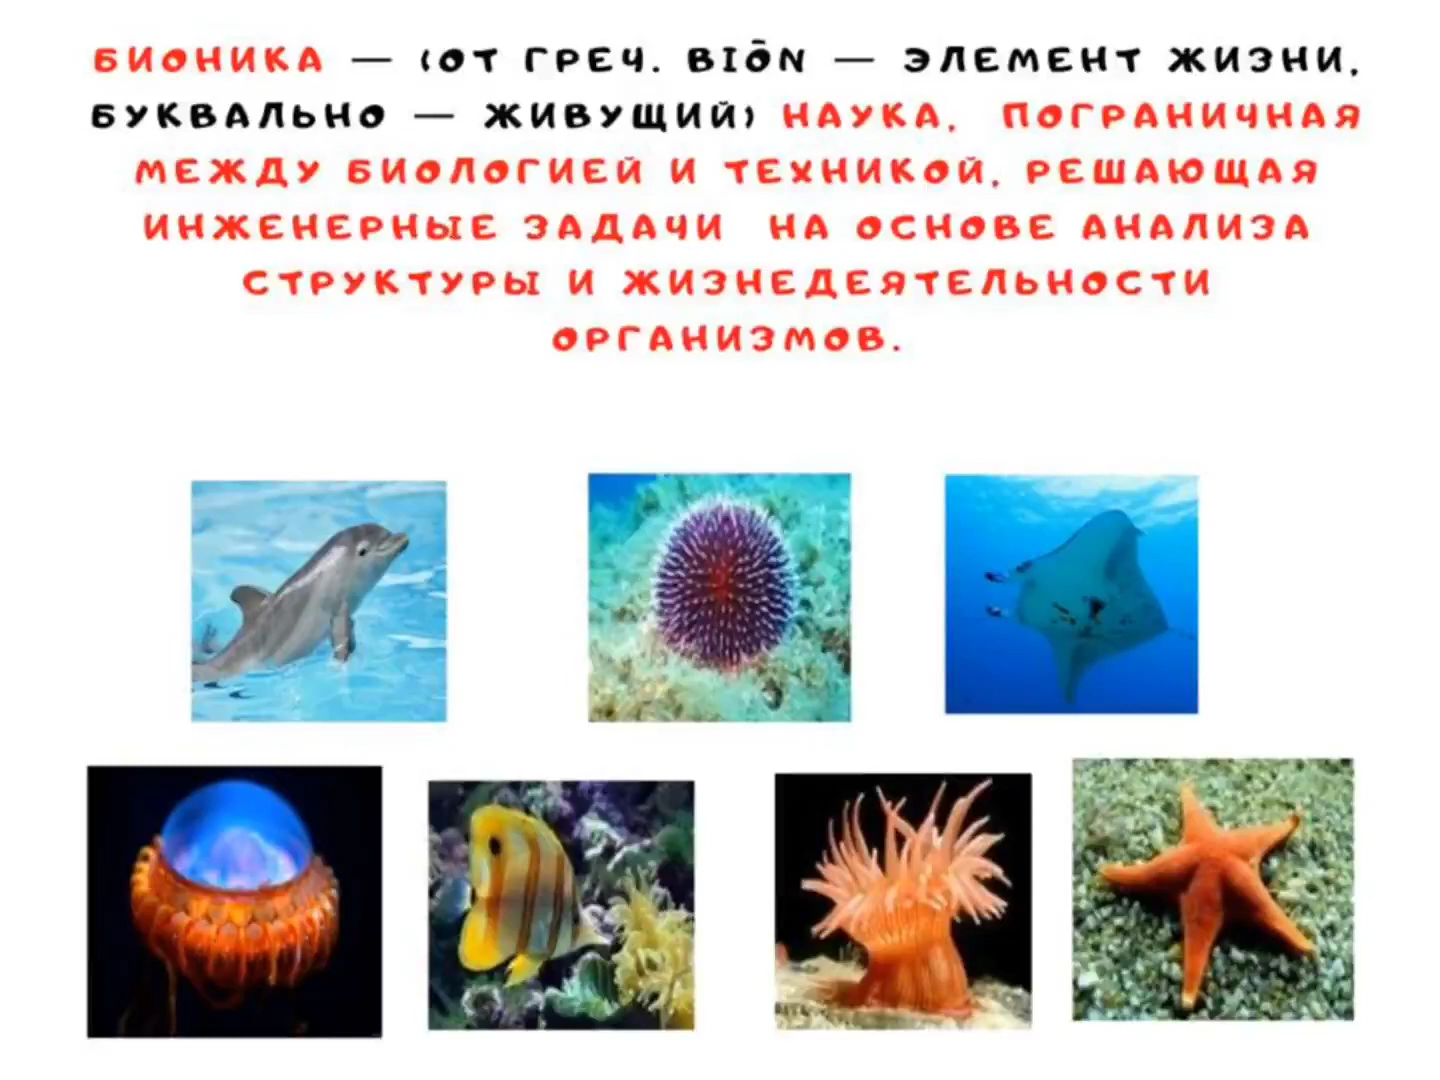 БИОНИКА — (ОТ ГРЕЧ. BIŌN — ЭЛЕМЕНТ ЖИЗНИ,
БУКВАЛЬНО — ЖИВУЩИЙ) НАУКА, ПОГРАНИЧНАЯ
МЕЖДУ БИОЛОГИЕЙ И ТЕХНИКОЙ, РЕШАЮЩАЯ
ИНЖЕНЕРНЫЕ ЗАДАЧИ НА ОСНОВЕ АНАЛИЗА
СТРУКТУРЫ И ЖИЗНЕДЕЯТЕЛЬНОСТИ
ОРГАНИЗМОВ.